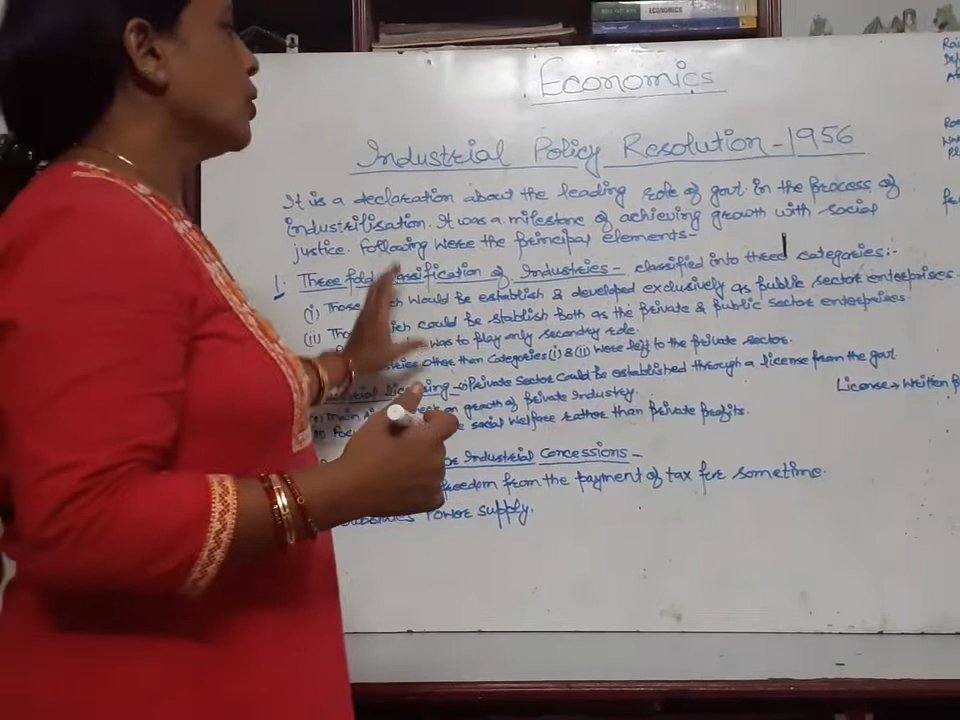 ECONOMICS
Economics
Industrial Policy Resolution - 1956
It is a declaration about the leading role of govt. in the process of
industrilisation. It was a milestone of achieving growth with social
justice. Following were the principal elements-
1. Three fold classification of Industries - classified into three categories:-
(i) Those which would be establish & developed exclusively as public sector enterprises.
(ii) Those which could be stablish both as the Private & public sector enterprises.
was to play only secondry role.
other than categories (i) & (ii) were left to the private sector.
licensing - Private Sector could be established through a license from the govt
License → Written
(a) main growth of Private Industry.
social welfare rather than private profits.
Industrial Concessions -
freedom from the payment of tax for sometime
Power supply.